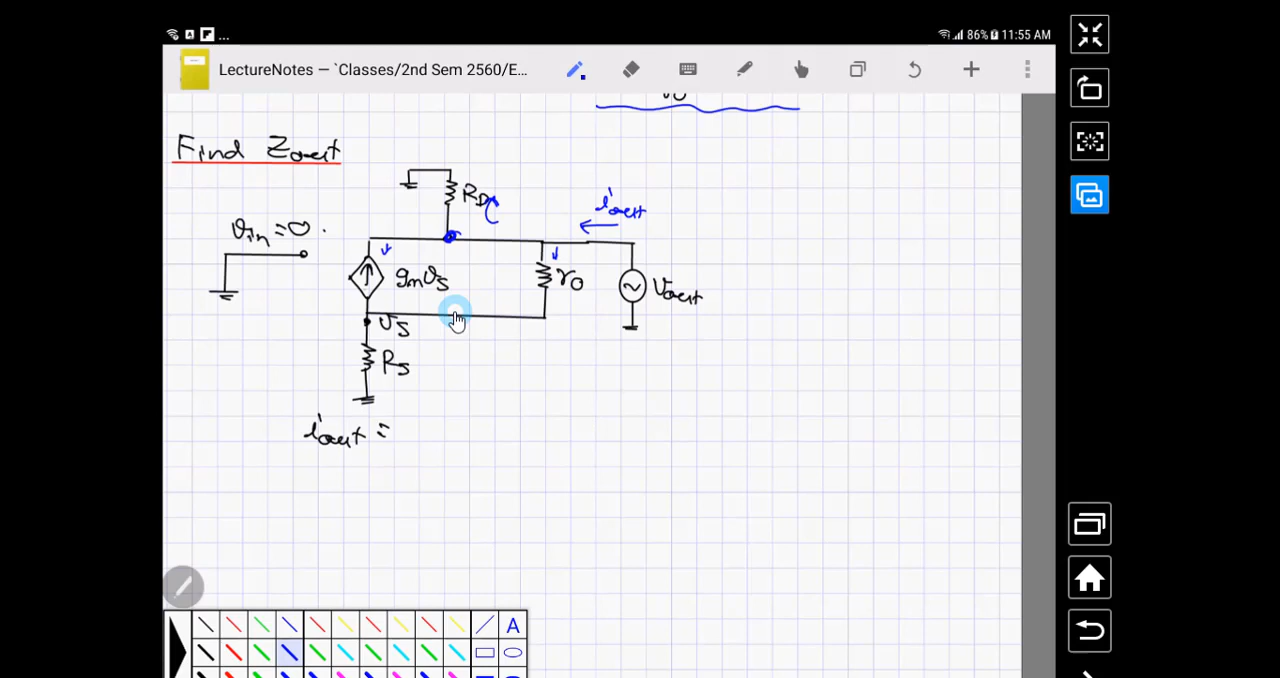 ... 86% 11:55 AM
LectureNotes — `Classes/2nd Sem 2560/E...
Find Zout
RD
iout
vin = 0.
gmvs
ro
Vout
vs
Rs
iout =
A